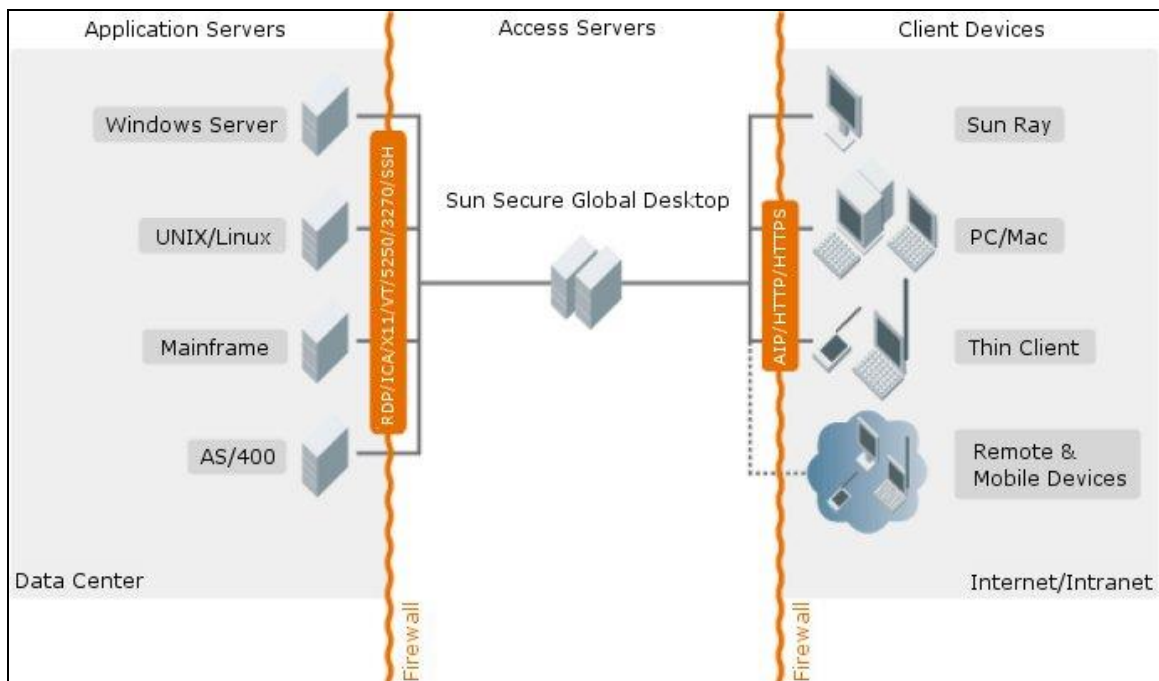 Application Servers
Access Servers
Client Devices
Windows Server
UNIX/Linux
Mainframe
AS/400
Data Center
RDP/ICA/X11/VT/5250/3270/SSH
Firewall
Sun Secure Global Desktop
AIP/HTTP/HTTPS
Firewall
Sun Ray
PC/Mac
Thin Client
Remote &
Mobile Devices
Internet/Intranet